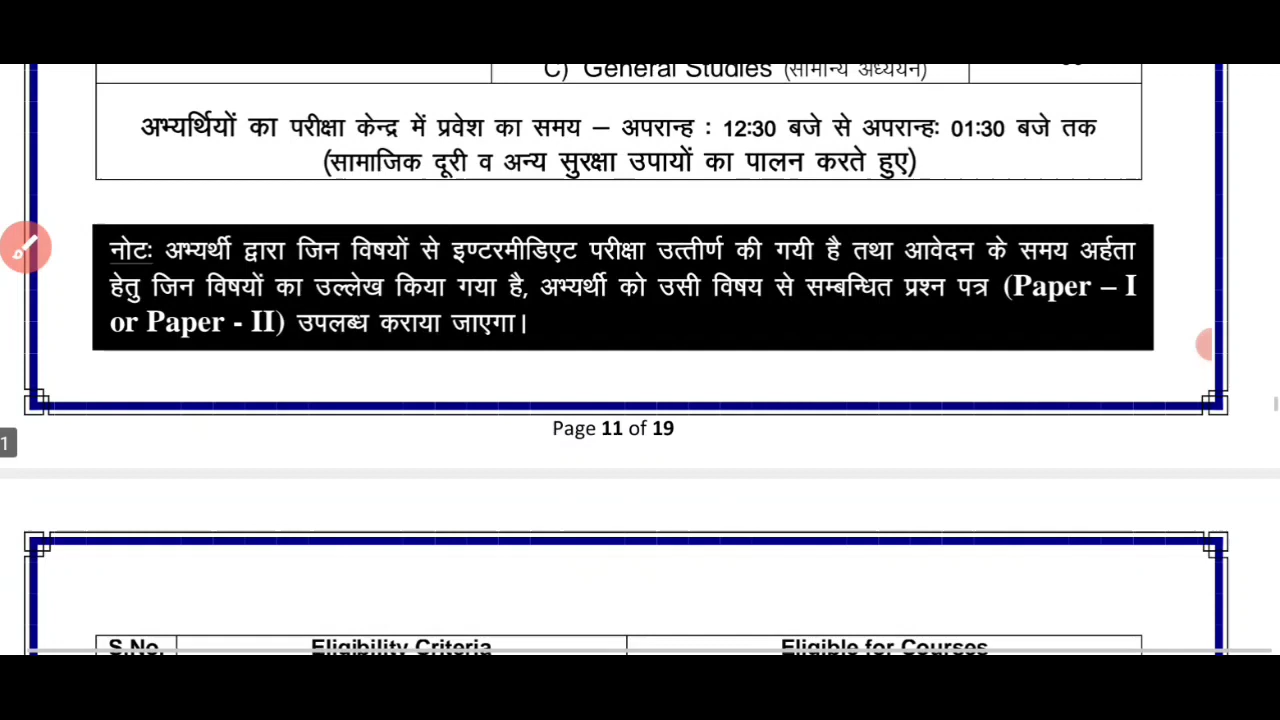 C) General Studies (सामान्य अध्ययन)
अभ्यर्थियों का परीक्षा केन्द्र में प्रवेश का समय – अपरान्ह : 12:30 बजे से अपरान्हः 01:30 बजे तक
(सामाजिक दूरी व अन्य सुरक्षा उपायों का पालन करते हुए)
नोटः अभ्यर्थी द्वारा जिन विषयों से इण्टरमीडिएट परीक्षा उत्तीर्ण की गयी है तथा आवेदन के समय अर्हता
हेतु जिन विषयों का उल्लेख किया गया है, अभ्यर्थी को उसी विषय से सम्बन्धित प्रश्न पत्र (Paper – I
or Paper - II) उपलब्ध कराया जाएगा।
Page 11 of 19
1
S.No. Eligibility Criteria Eligible for Courses